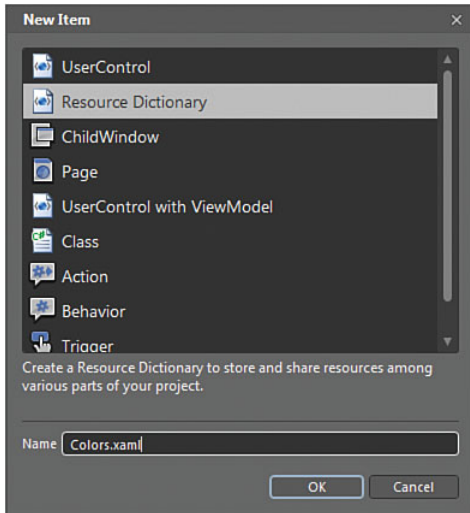 New Item
UserControl
Resource Dictionary
ChildWindow
Page
UserControl with ViewModel
Class
Action
Behavior
Trigger
Create a Resource Dictionary to store and share resources among
various parts of your project.
Name Colors.xaml
OK Cancel